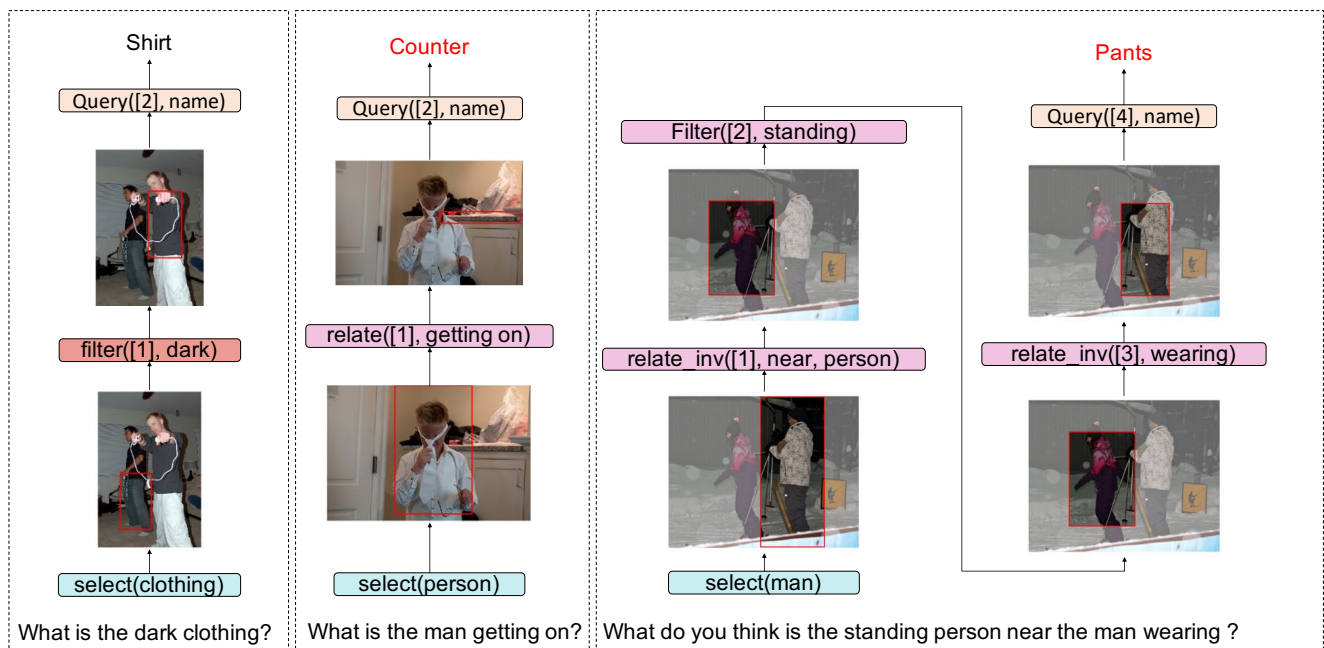 Shirt
Query([2], name)
filter([1], dark)
select(clothing)
What is the dark clothing?
Counter
Query([2], name)
relate([1], getting on)
select(person)
What is the man getting on?
Filter([2], standing)
relate_inv([1], near, person)
select(man)
Pants
Query([4], name)
relate_inv([3], wearing)
What do you think is the standing person near the man wearing ?